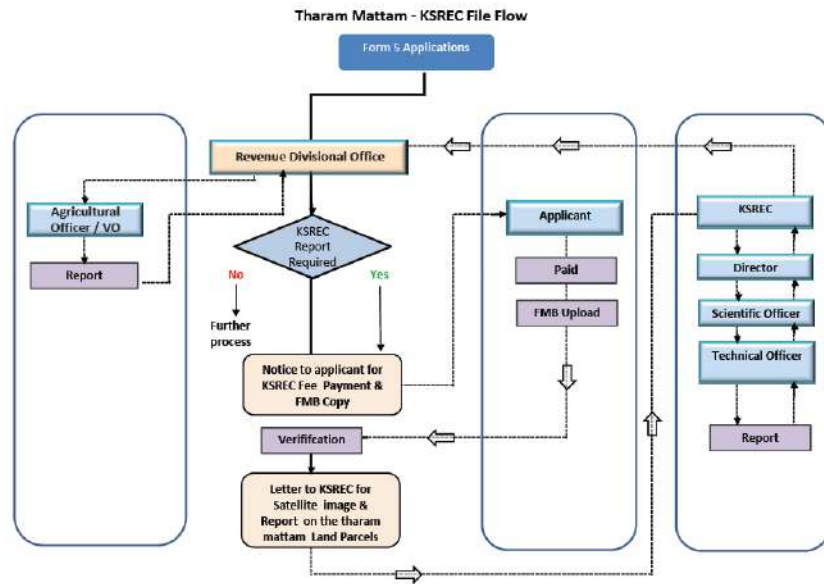 Tharam Mattam - KSREC File Flow
Form 5 Applications
Revenue Divisional Office
Agricultural
Officer / VO
Report
KSREC
Report
Required
No
Yes
Further
process
Notice to applicant for
KSREC Fee Payment &
FMB Copy
Verififcation
Letter to KSREC for
Satellite image &
Report on the tharam
mattam Land Parcels
Applicant
Paid
FMB Upload
KSREC
Director
Scientific Officer
Technical Officer
Report